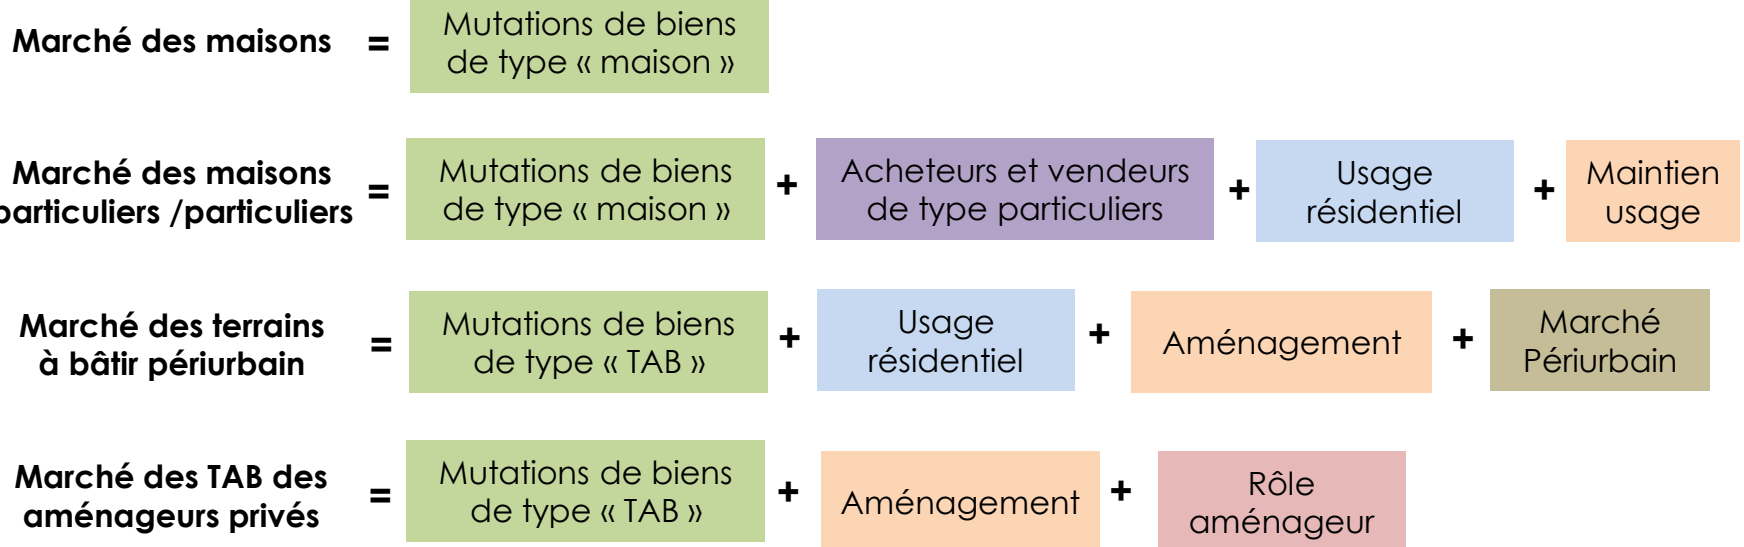 Marché des maisons = Mutations de biens
de type « maison »
Marché des maisons
particuliers /particuliers = Mutations de biens
de type « maison » + Acheteurs et vendeurs
de type particuliers + Usage
résidentiel + Maintien
usage
Marché des terrains
à bâtir périurbain = Mutations de biens
de type « TAB » + Usage
résidentiel + Aménagement + Marché
Périurbain
Marché des TAB des
aménageurs privés = Mutations de biens
de type « TAB » + Aménagement + Rôle
aménageur